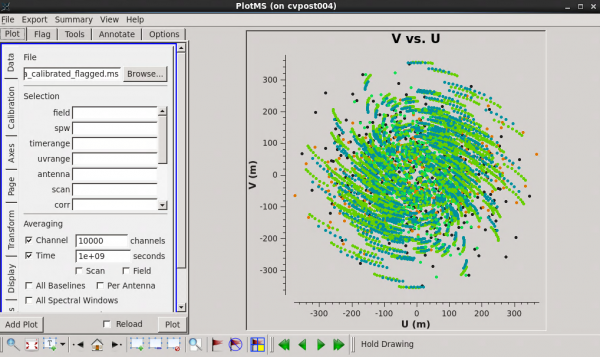 PlotMS (on cvpost004)
File Export Summary View Help
Plot Flag Tools Annotate Options
Data
Calibration
Axes
Page
Transform
Display
File
_calibrated_flagged.ms Browse...
Selection
field
spw
timerange
uvrange
antenna
scan
corr
Averaging
Channel 10000 channels
Time 1e+09 seconds
Scan Field
All Baselines Per Antenna
All Spectral Windows
Add Plot Reload Plot
V vs. U
V (m)
300
200
100
0
-100
-200
-300
-300 -200 -100 0 100 200 300
U (m)
Hold Drawing